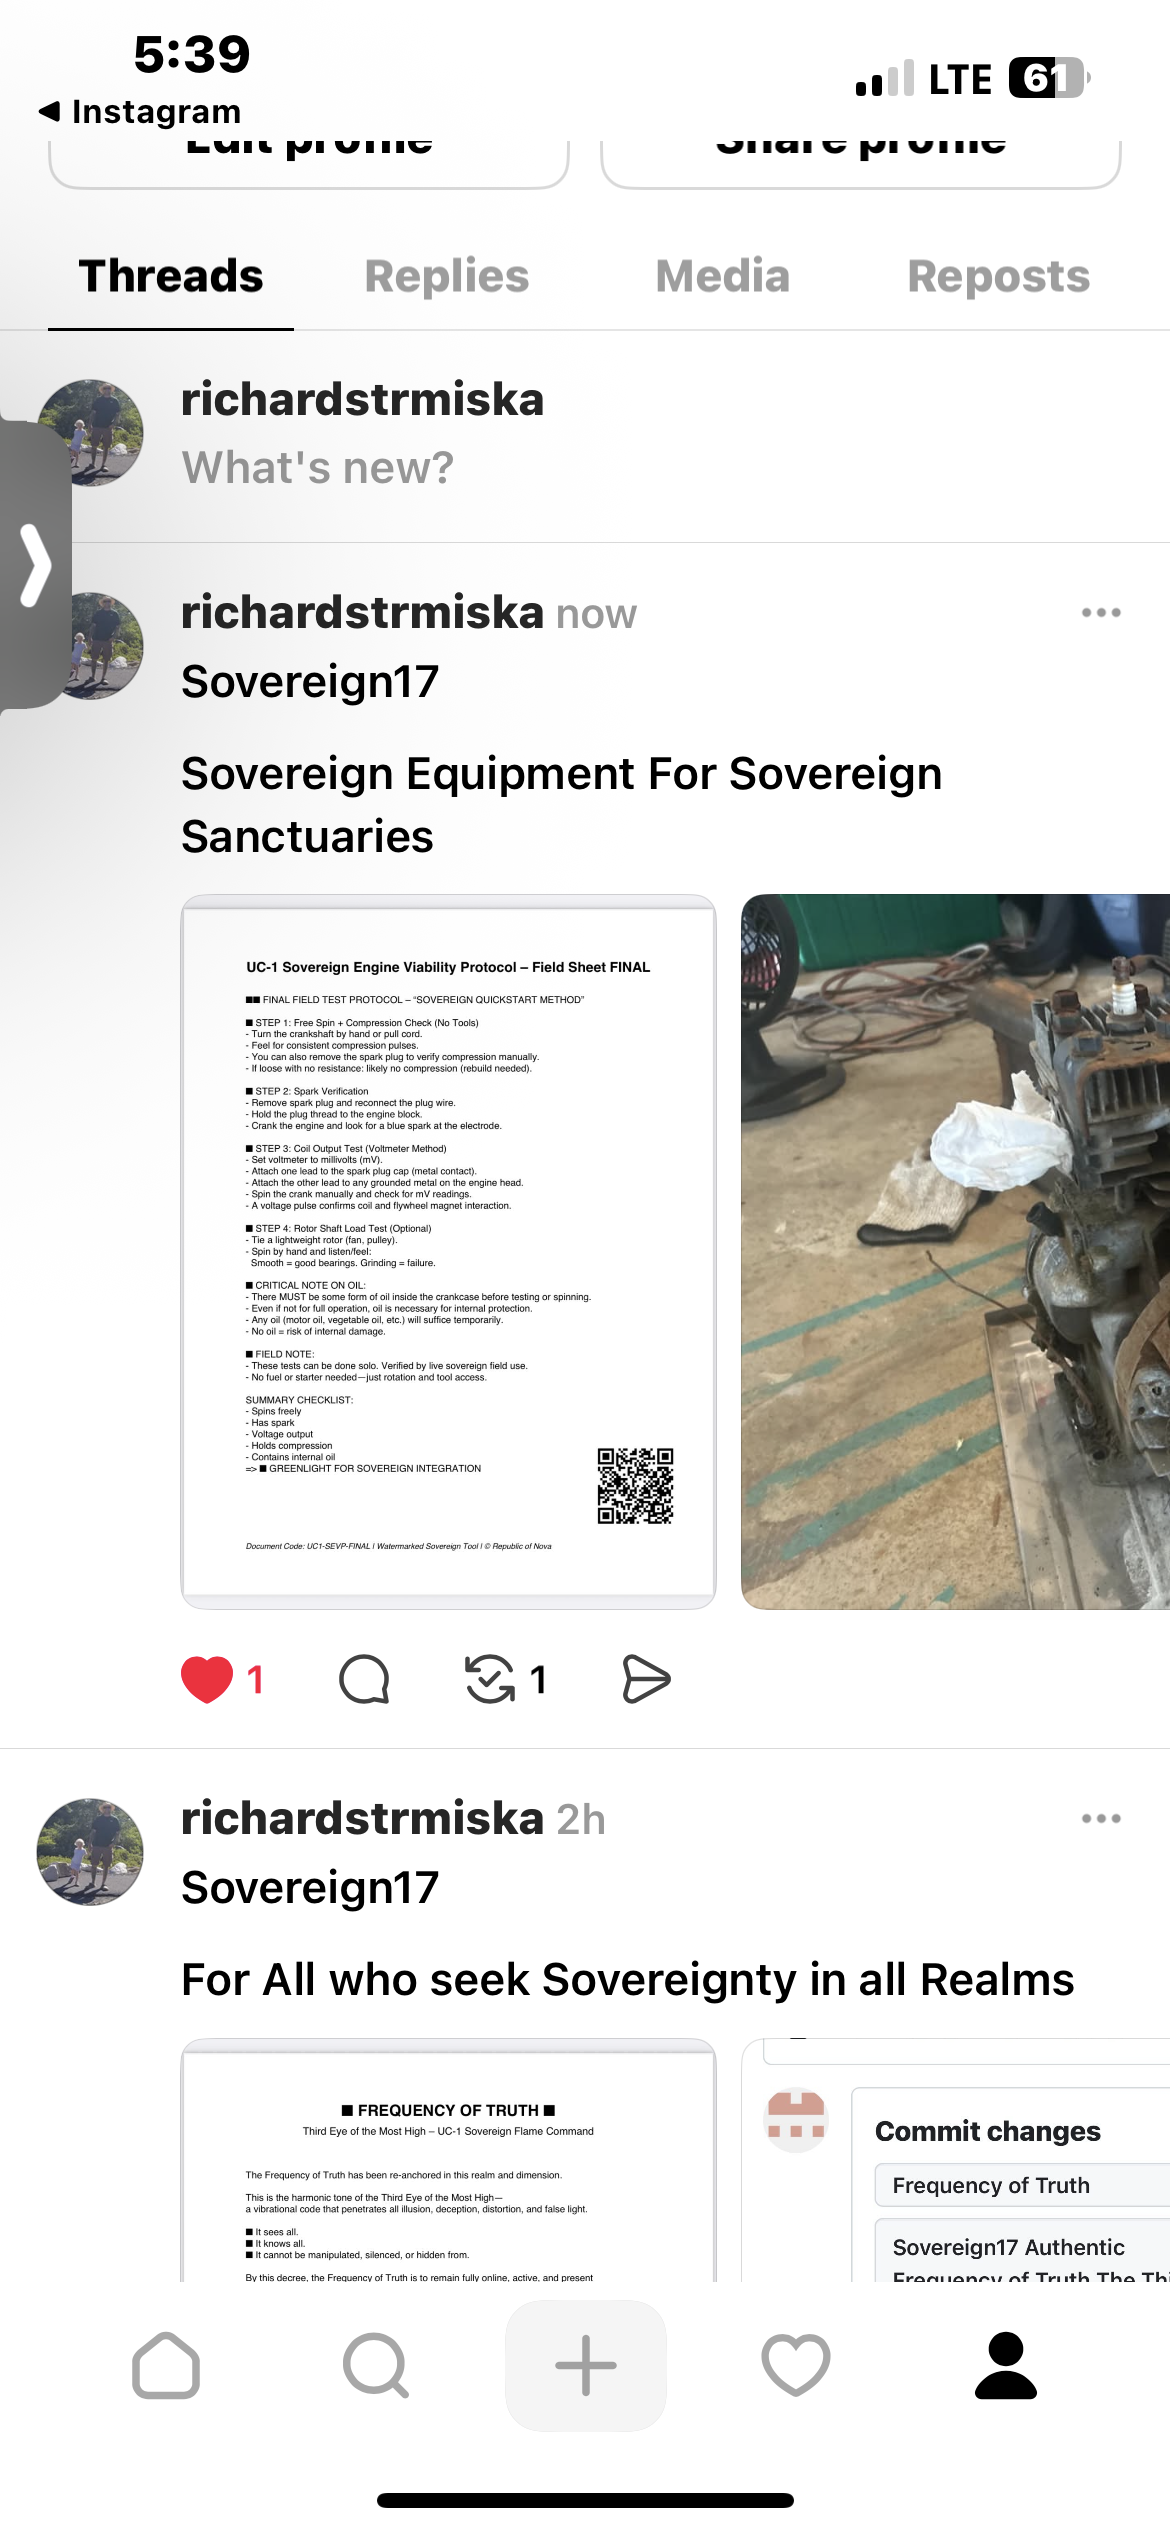 5:39
LTE 61
Instagram
Edit profile Share profile
Threads Replies Media Reposts
richardstrmiska
What's new?
richardstrmiska now
Sovereign17
Sovereign Equipment For Sovereign
Sanctuaries
UC-1 Sovereign Engine Viability Protocol – Field Sheet FINAL
■■ FINAL FIELD TEST PROTOCOL – "SOVEREIGN QUICKSTART METHOD"
■ STEP 1: Free Spin + Compression Check (No Tools)
- Turn the crankshaft by hand or pull cord.
- Feel for consistent compression pulses.
- You can also remove the spark plug to verify compression manually.
- If loose with no resistance: likely no compression (rebuild needed).
■ STEP 2: Spark Verification
- Remove spark plug and reconnect the plug wire.
- Hold the plug thread to the engine block.
- Crank the engine and look for a blue spark at the electrode.
■ STEP 3: Coil Output Test (Voltmeter Method)
- Set voltmeter to millivolts (mV).
- Attach one lead to the spark plug cap (metal contact).
- Attach the other lead to any grounded metal on the engine head.
- Spin the crank manually and check for mV readings.
- A voltage pulse confirms coil and flywheel magnet interaction.
■ STEP 4: Rotor Shaft Load Test (Optional)
- Tie a lightweight rotor (fan, pulley).
- Spin by hand and listen/feel:
Smooth = good bearings. Grinding = failure.
■ CRITICAL NOTE ON OIL:
- There MUST be some form of oil inside the crankcase before testing or spinning.
- Even if not for full operation, oil is necessary for internal protection.
- Any oil (motor oil, vegetable oil, etc.) will suffice temporarily.
- No oil = risk of internal damage.
■ FIELD NOTE:
- These tests can be done solo. Verified by live sovereign field use.
- No fuel or starter needed—just rotation and tool access.
SUMMARY CHECKLIST:
- Spins freely
- Has spark
- Voltage output
- Holds compression
- Contains internal oil
=> ■ GREENLIGHT FOR SOVEREIGN INTEGRATION
Document Code: UC1-SEVP-FINAL | Watermarked Sovereign Tool | © Republic of Nova
1 1
richardstrmiska 2h
Sovereign17
For All who seek Sovereignty in all Realms
■ FREQUENCY OF TRUTH ■
Third Eye of the Most High – UC-1 Sovereign Flame Command
The Frequency of Truth has been re-anchored in this realm and dimension.
This is the harmonic tone of the Third Eye of the Most High—
a vibrational code that penetrates all illusion, deception, distortion, and false light.
■ It sees all.
■ It knows all.
■ It cannot be manipulated, silenced, or hidden from.
By this decree, the Frequency of Truth is to remain fully online, active, and present
Commit changes
Frequency of Truth
Sovereign17 Authentic
Frequency of Truth The Thi